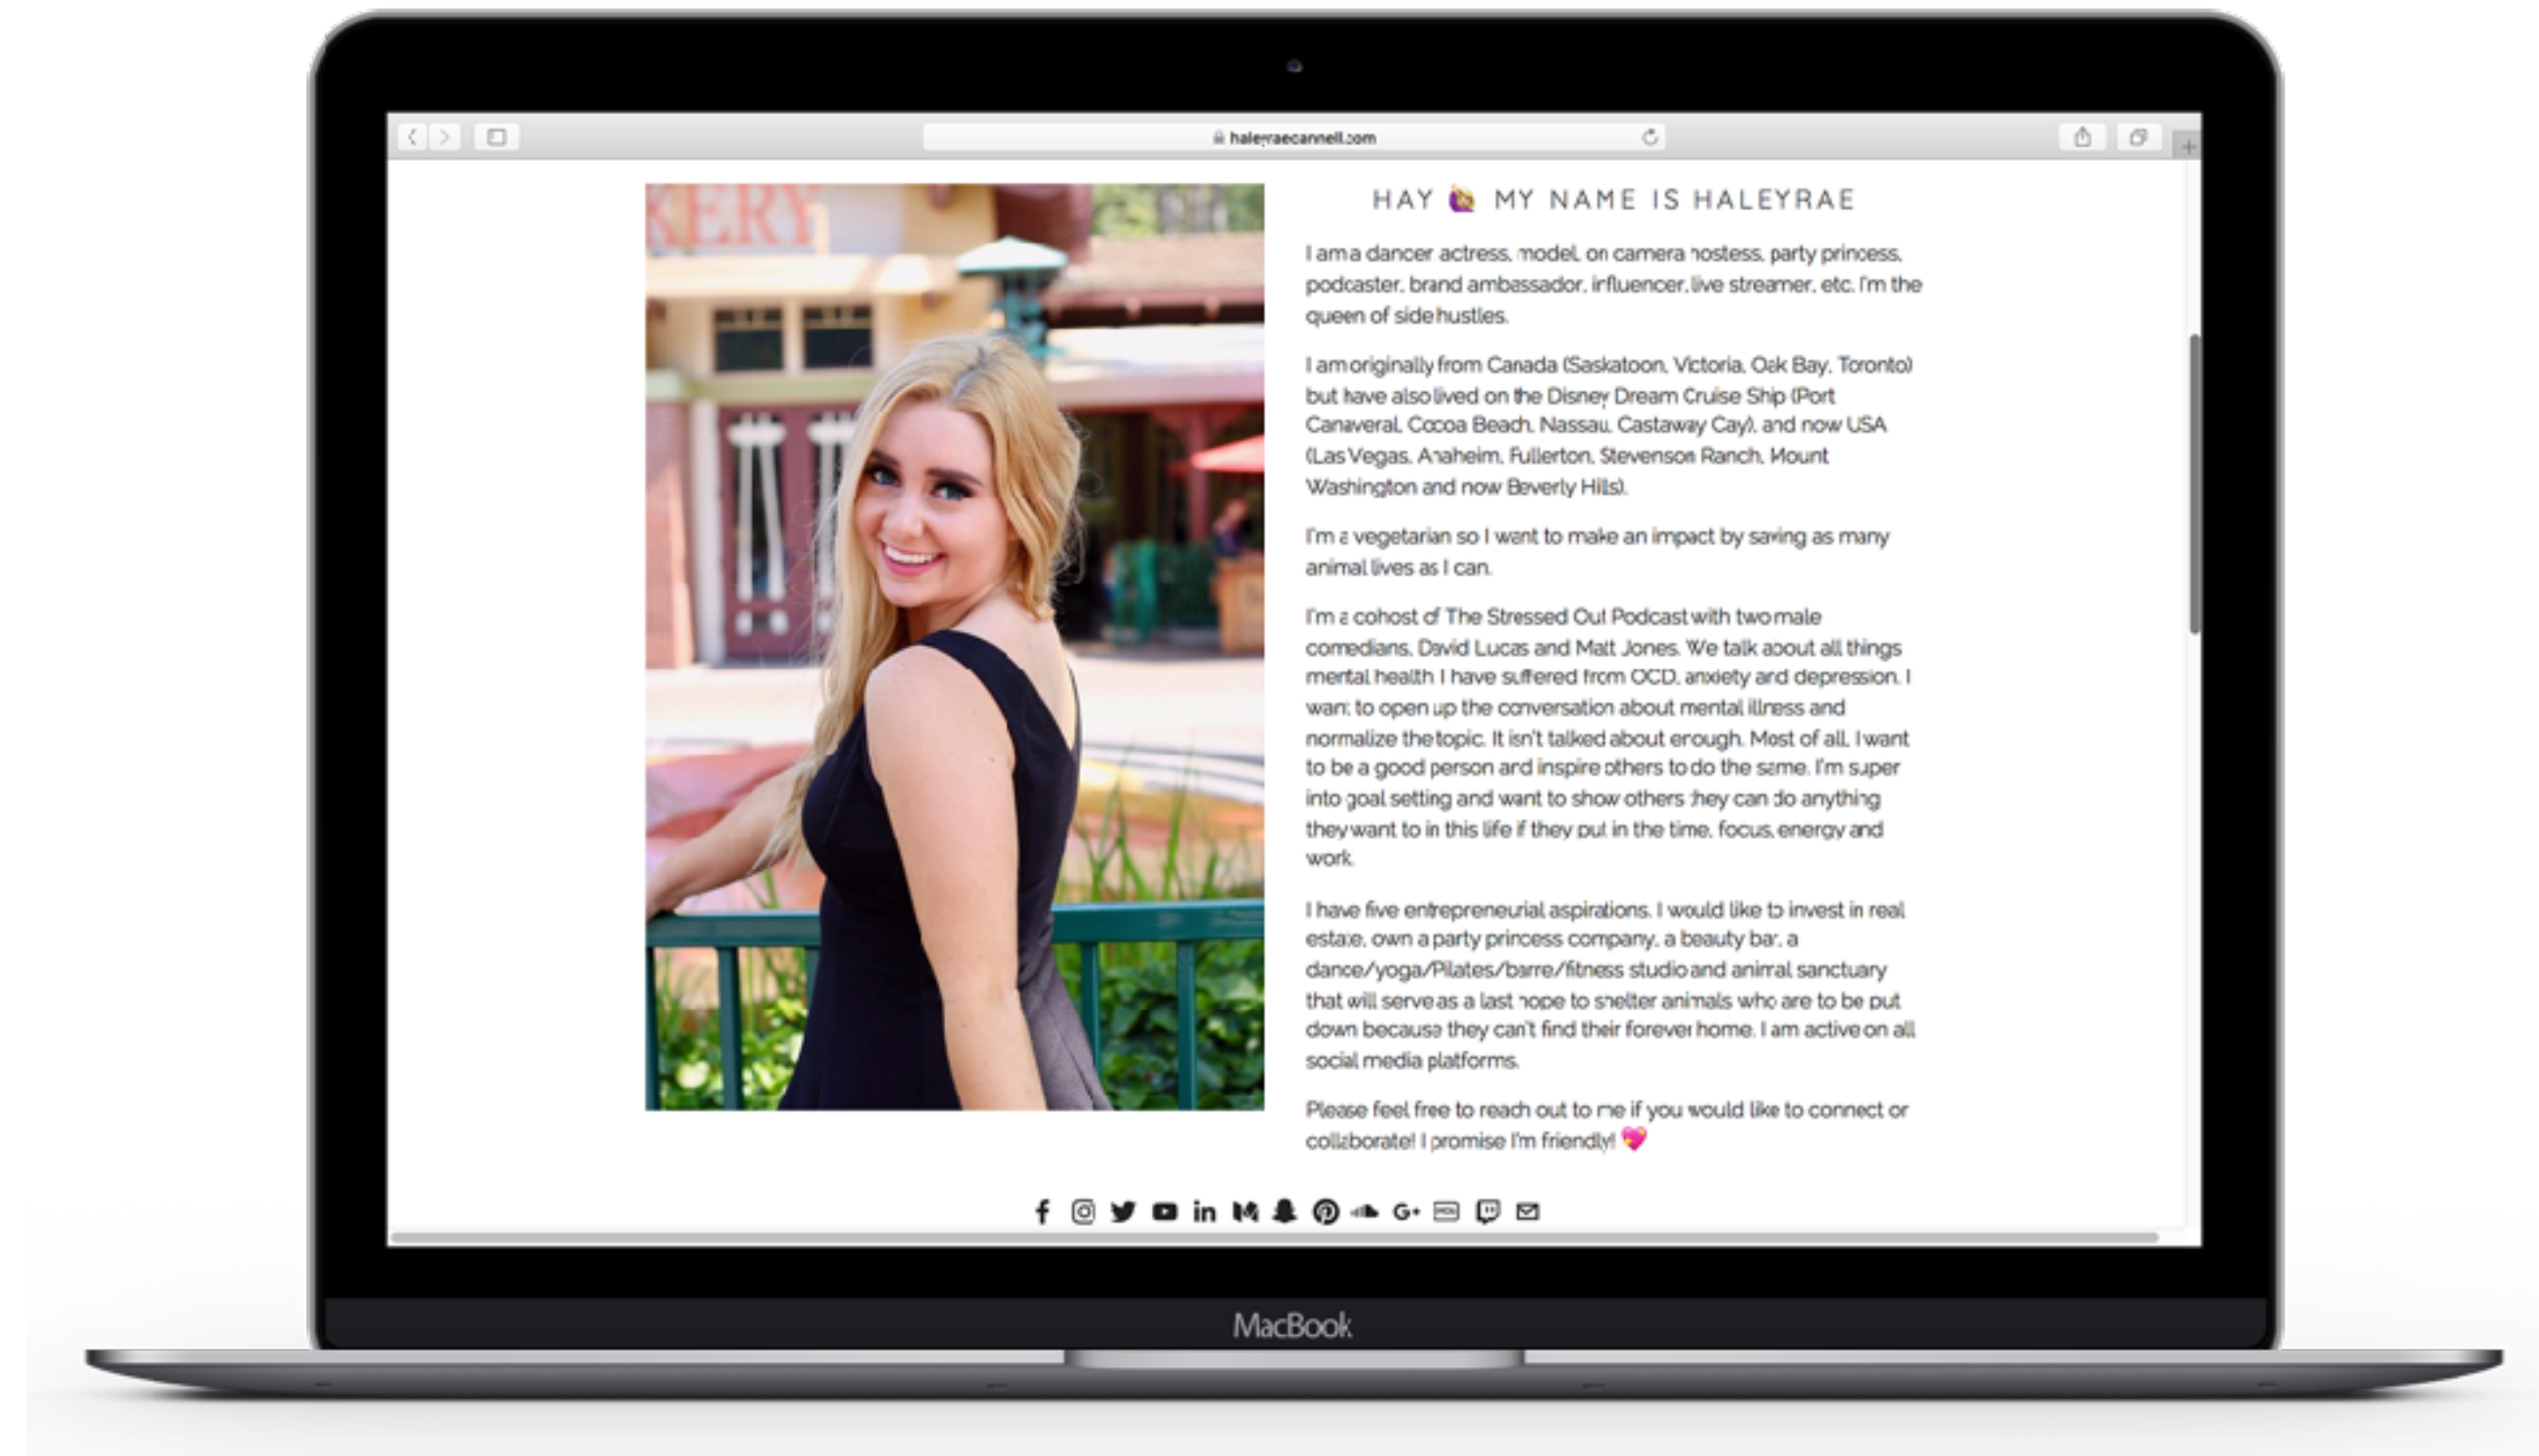 haleyraecannell.com
KERY
HAY 🙋🏼 MY NAME IS HALEYRAE
I am a dancer, actress, model, on camera hostess, party princess,
podcaster, brand ambassador, influencer, live streamer, etc. I'm the
queen of side hustles.
I am originally from Canada (Saskatoon, Victoria, Oak Bay, Toronto)
but have also lived on the Disney Dream Cruise Ship (Port
Canaveral, Cocoa Beach, Nassau, Castaway Cay), and now USA
(Las Vegas, Anaheim, Fullerton, Stevenson Ranch, Mount
Washington and now Beverly Hills).
I'm a vegetarian so I want to make an impact by saving as many
animal lives as I can.
I'm a cohost of The Stressed Out Podcast with two male
comedians, David Lucas and Matt Jones. We talk about all things
mental health. I have suffered from OCD, anxiety and depression. I
want to open up the conversation about mental illness and
normalize the topic. It isn't talked about enough. Most of all, I want
to be a good person and inspire others to do the same. I'm super
into goal setting and want to show others they can do anything
they want to in this life if they put in the time, focus, energy and
work.
I have five entrepreneurial aspirations. I would like to invest in real
estate, own a party princess company, a beauty bar, a
dance/yoga/Pilates/barre/fitness studio and animal sanctuary
that will serve as a last hope to shelter animals who are to be put
down because they can't find their forever home. I am active on all
social media platforms.
Please feel free to reach out to me if you would like to connect or
collaborate! I promise I'm friendly! 💖
MacBook